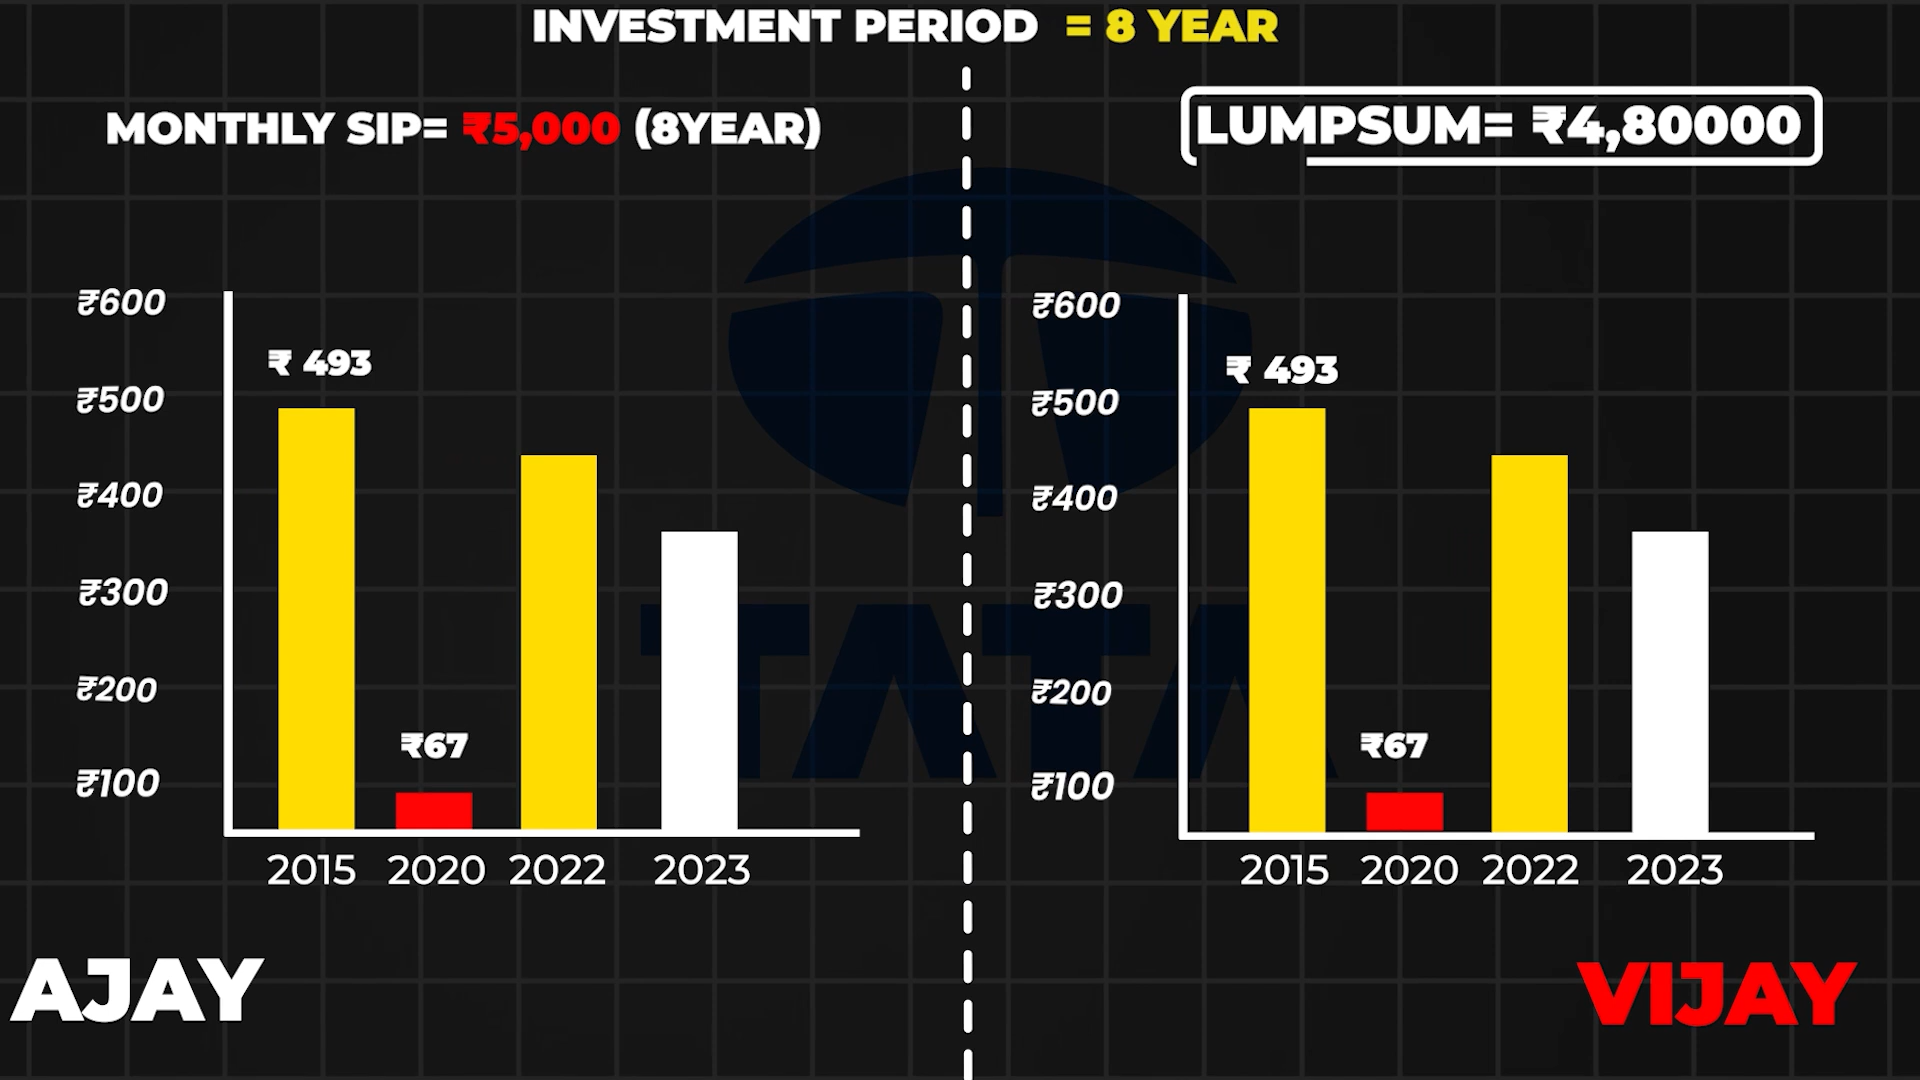 INVESTMENT PERIOD = 8 YEAR
MONTHLY SIP= ₹5,000 (8YEAR)
₹600
₹500
₹400
₹300
₹200
₹100
₹ 493
₹67
2015 2020 2022 2023
AJAY
LUMPSUM= ₹4,80000
₹600
₹500
₹400
₹300
₹200
₹100
₹ 493
₹67
2015 2020 2022 2023
VIJAY
TATA